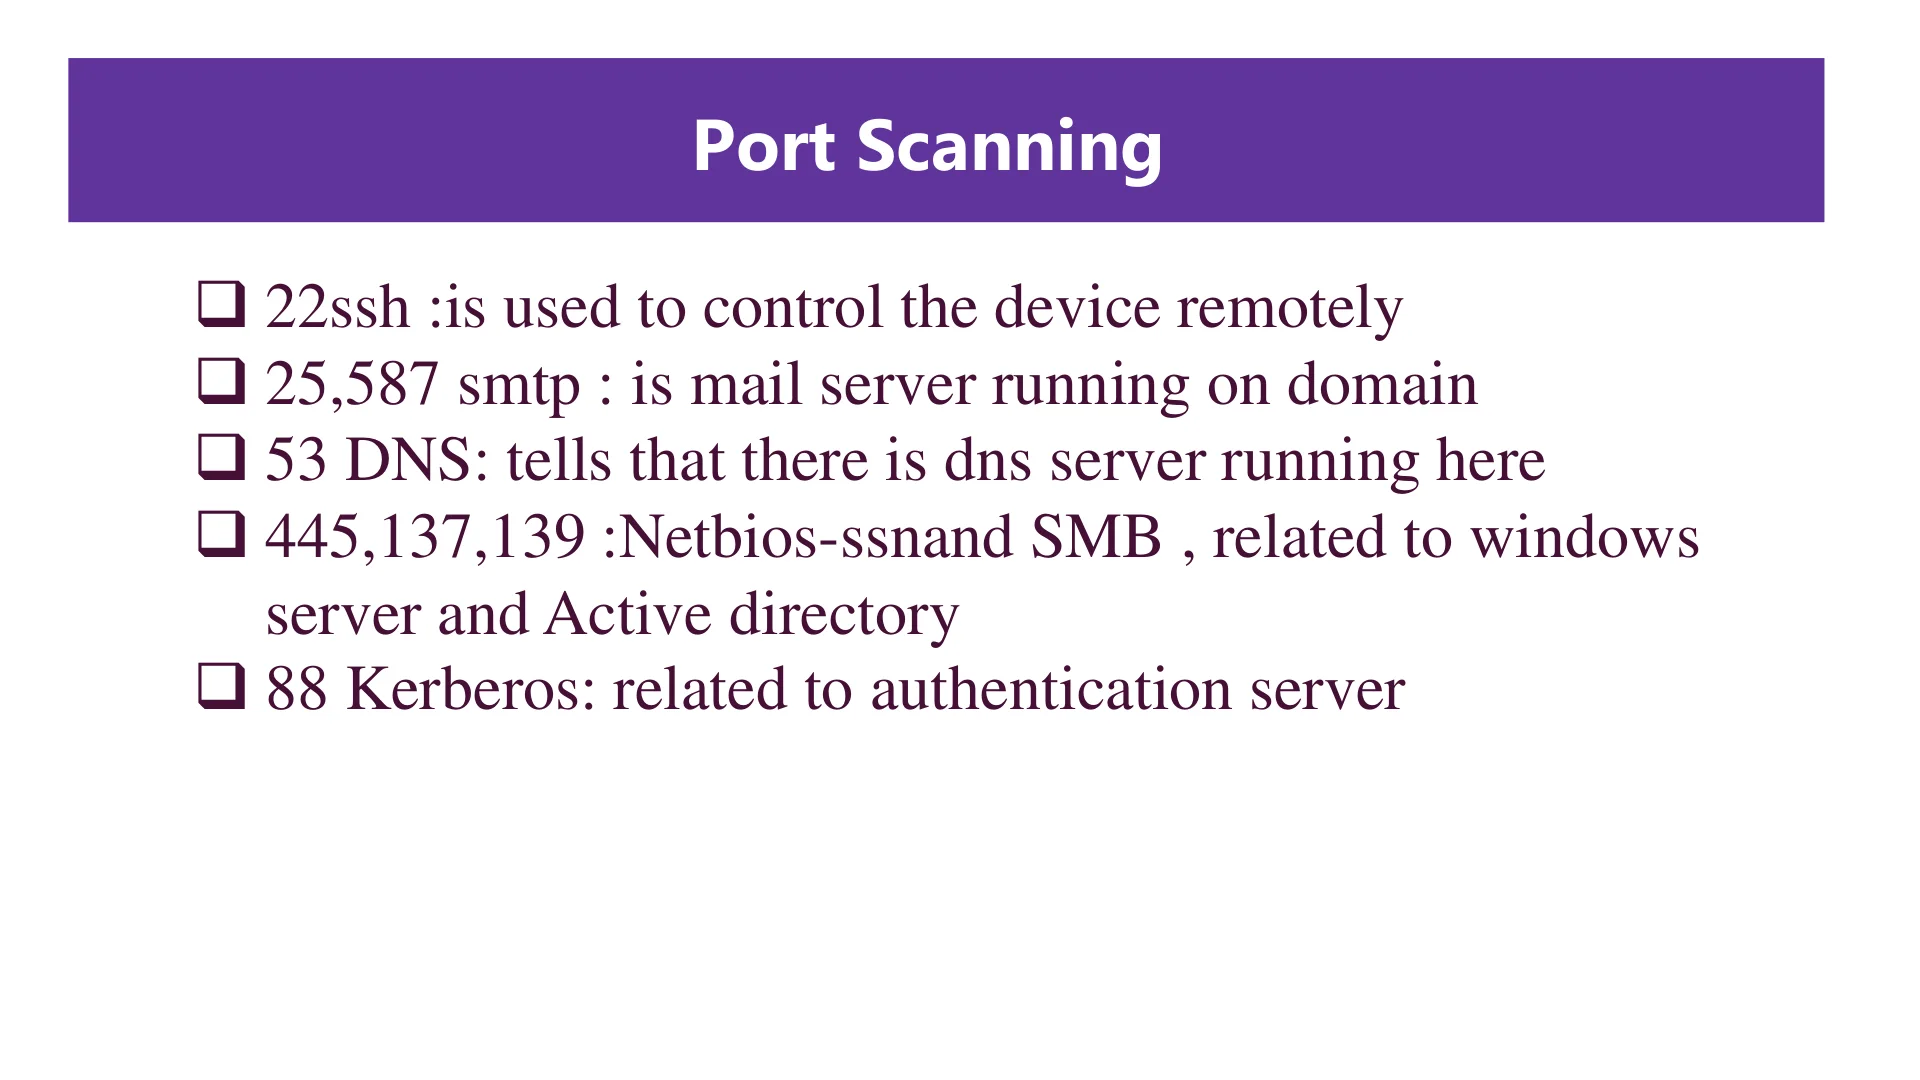 Port Scanning
❑ 22ssh :is used to control the device remotely
❑ 25,587 smtp : is mail server running on domain
❑ 53 DNS: tells that there is dns server running here
❑ 445,137,139 :Netbios-ssnand SMB , related to windows
server and Active directory
❑ 88 Kerberos: related to authentication server